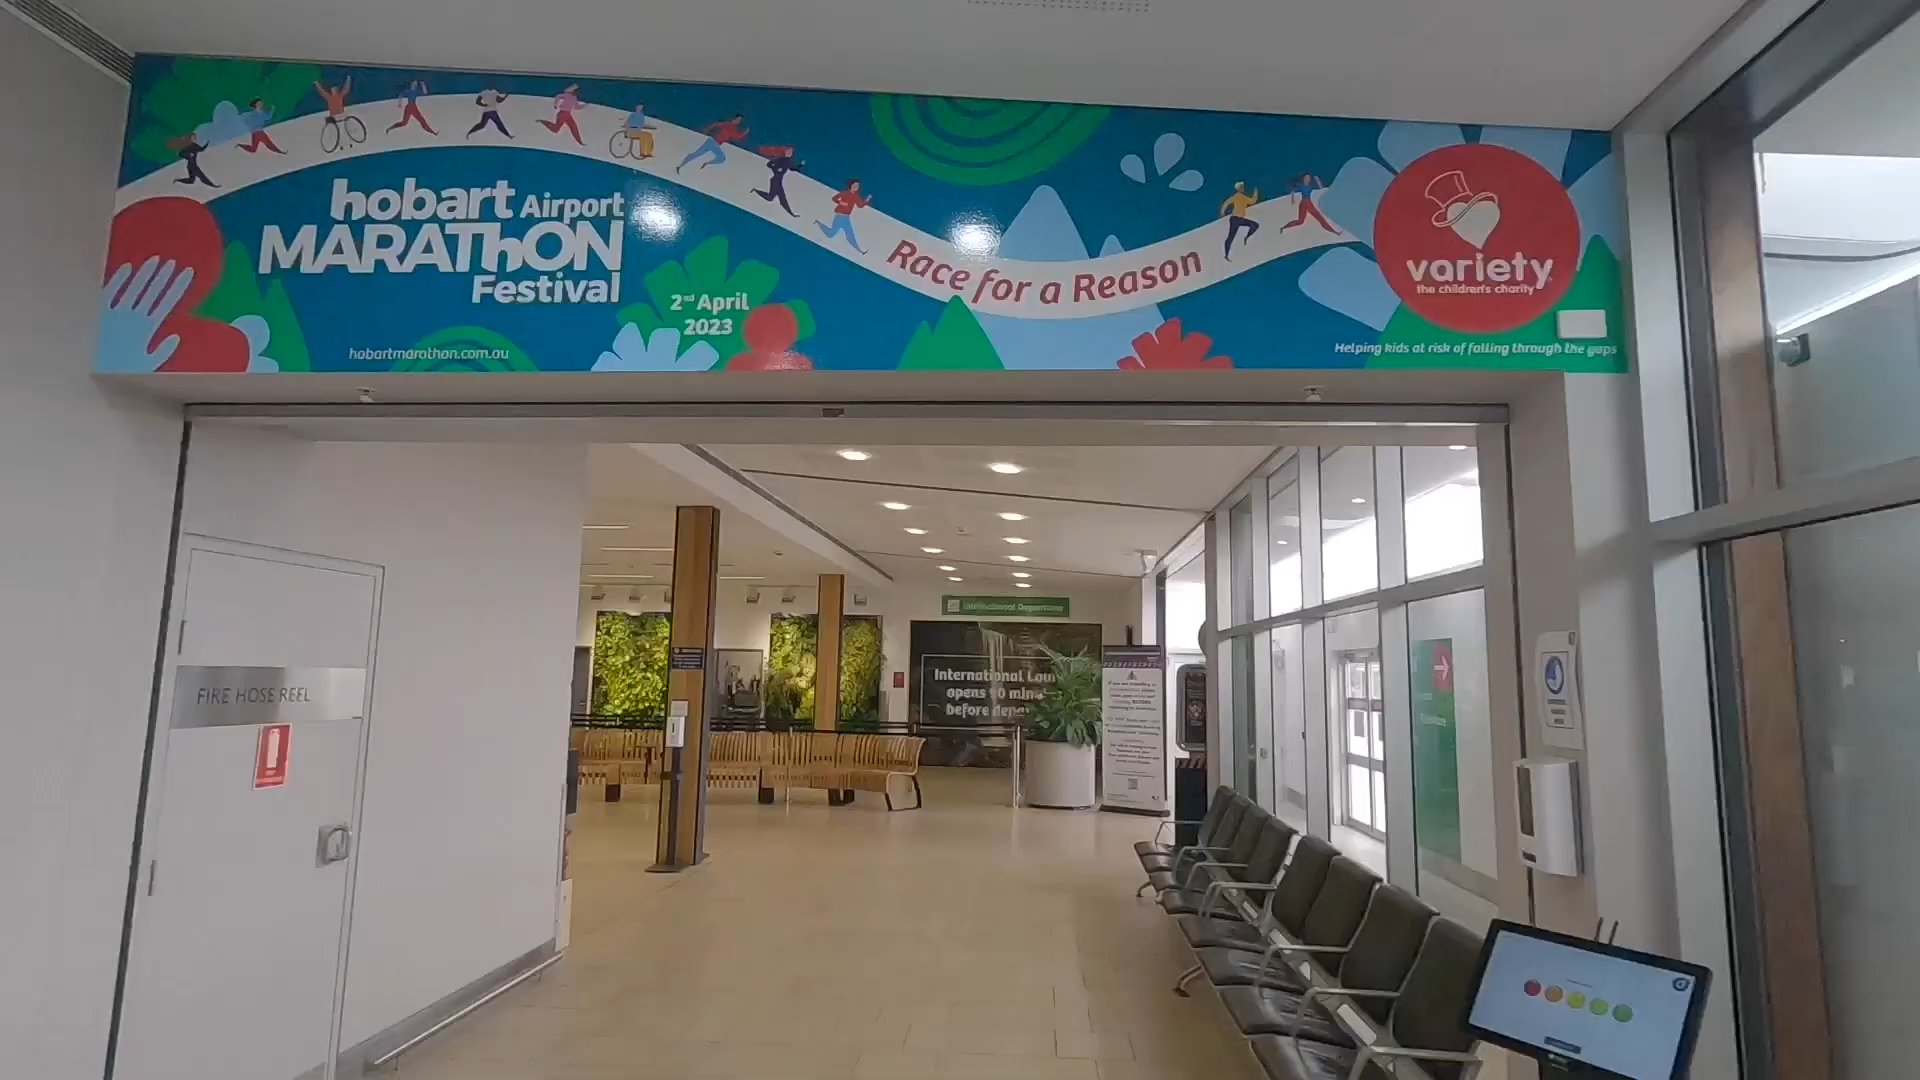 hobart Airport
MARAThON
Festival
2nd April
2023
hobartmarathon.com.au
Race for a Reason
variety
the children's charity
Helping kids at risk of falling through the gaps
International Departures
International Lou
opens 90 min
before depa
FIRE HOSE REEL